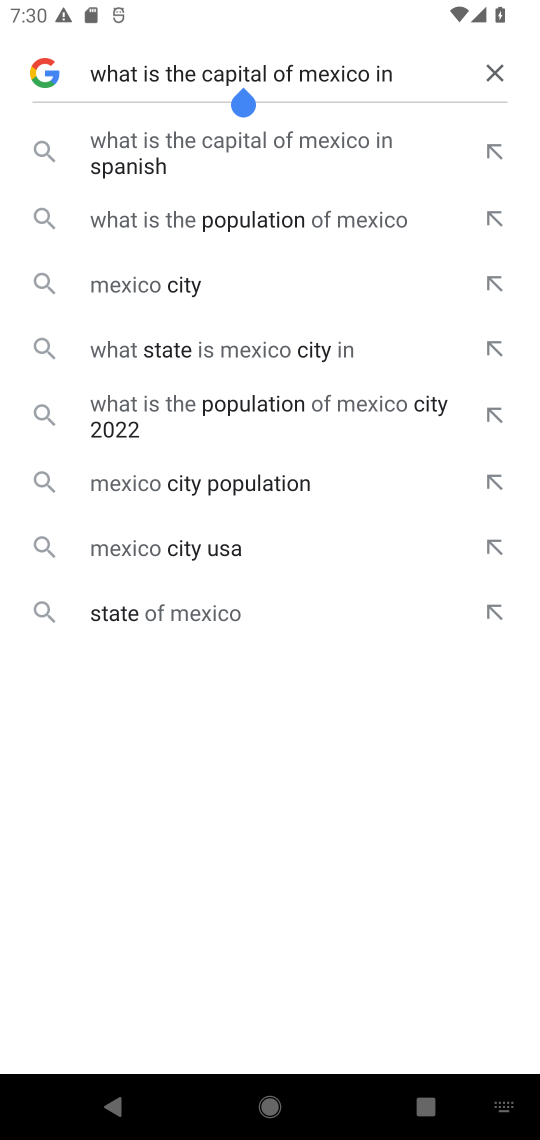 7:30
what is the capital of mexico in
what is the capital of mexico in
spanish
what is the population of mexico
mexico city
what state is mexico city in
what is the population of mexico city
2022
mexico city population
mexico city usa
state of mexico